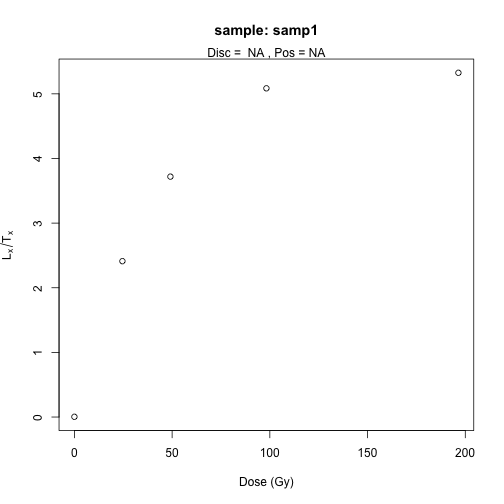 sample: samp1
Disc = NA , Pos = NA
5
4
3
2
1
0
Lx/Tx
0 50 100 150 200
Dose (Gy)